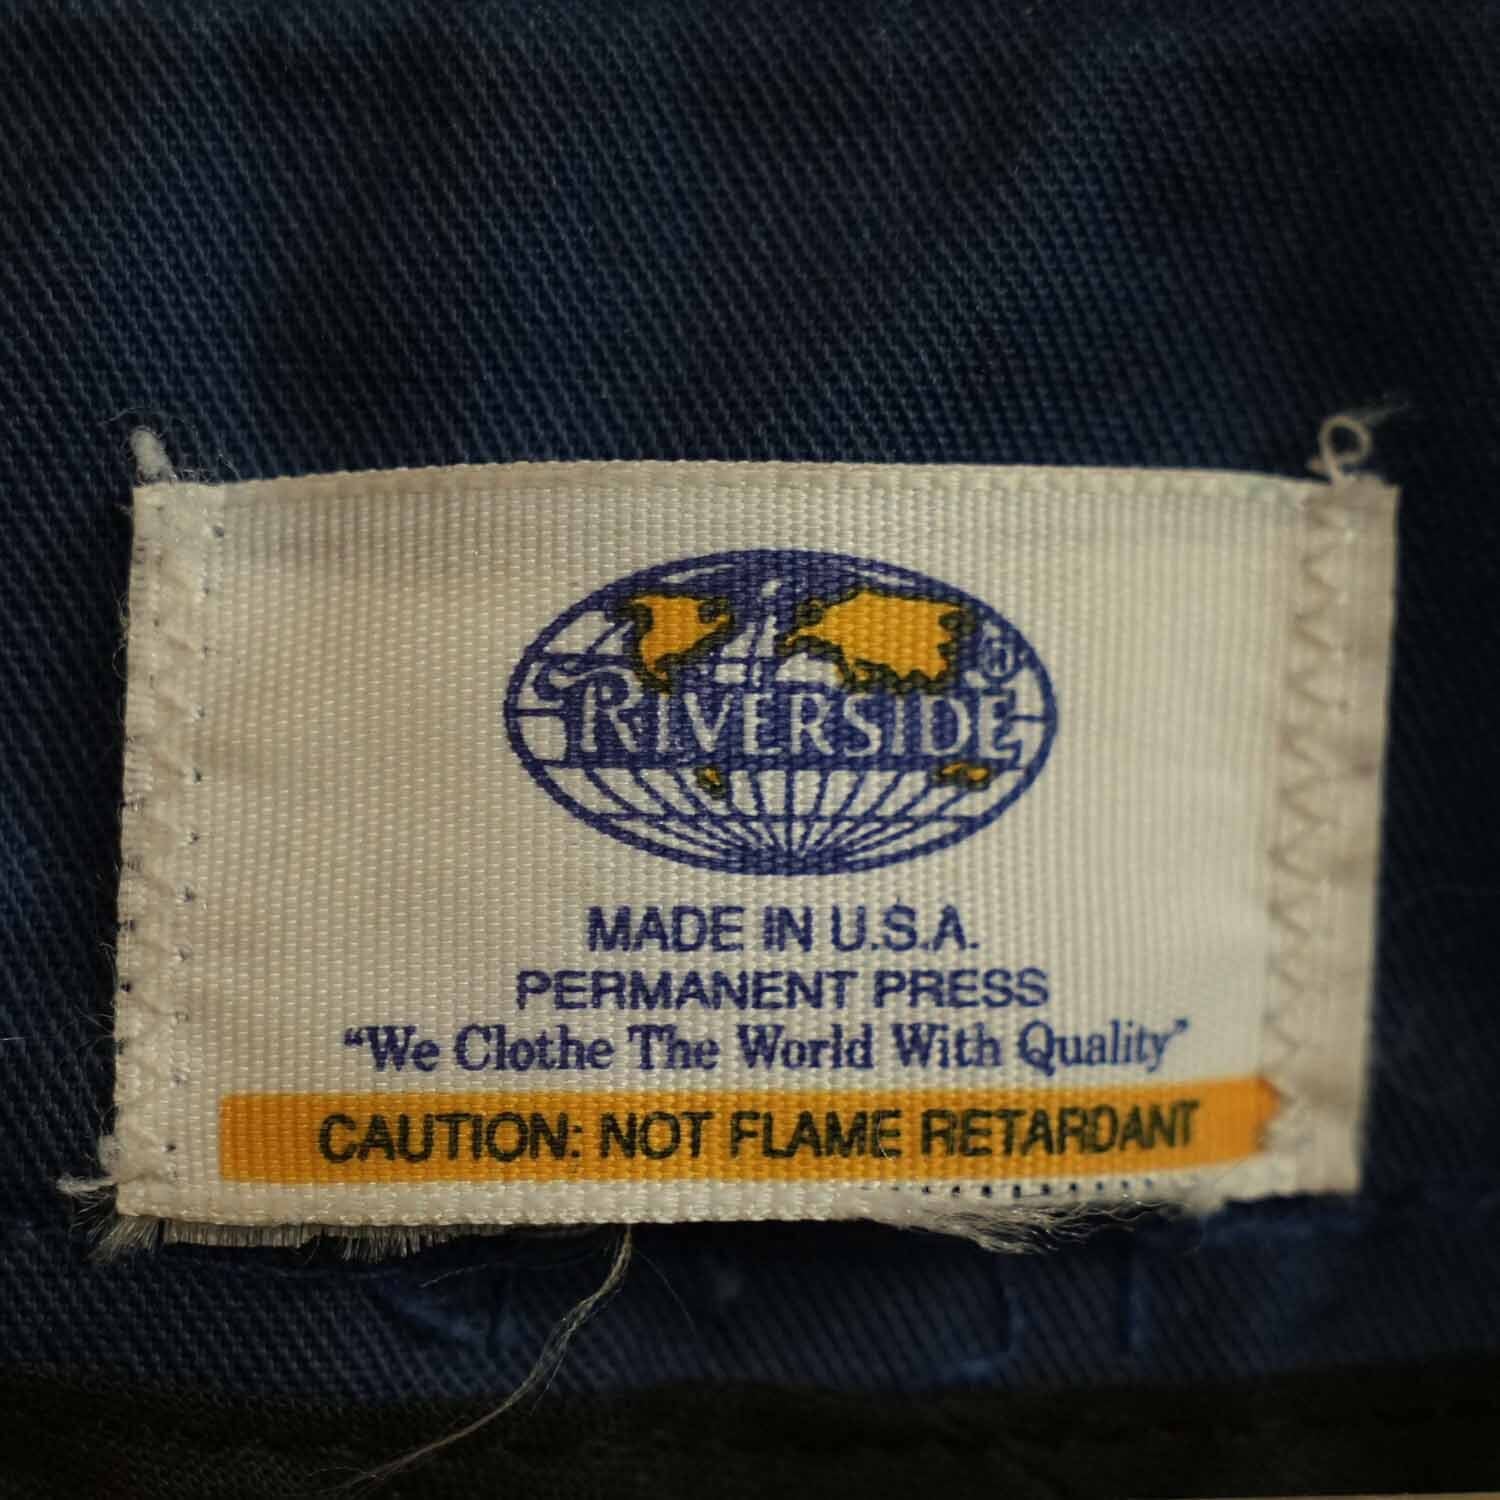 RIVERSIDE®
MADE IN U.S.A.
PERMANENT PRESS
“We Clothe The World With Quality”
CAUTION: NOT FLAME RETARDANT